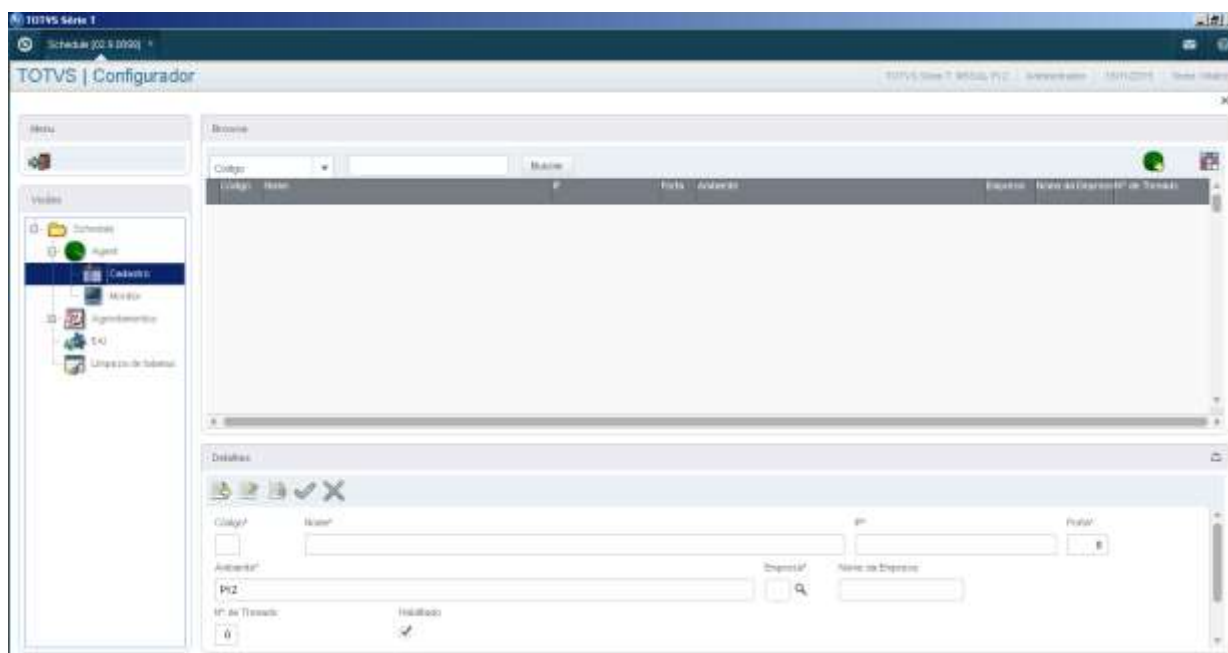 TOTVS Série 1
Schedule [02.9.0090]
TOTVS | Configurador
Menu
Visões
Schedule
Agent
Cadastro
Monitor
Agendamentos
EAI
Limpeza de tabelas
Browse
Código
Buscar
Código Nome IP Porta Ambiente Empresa Nome da Empresa Nº de Threads
Detalhes
Código* Nome* IP* Porta*
0
Ambiente* Empresa* Nome da Empresa
PYZ
Nº de Threads Habilitado
0